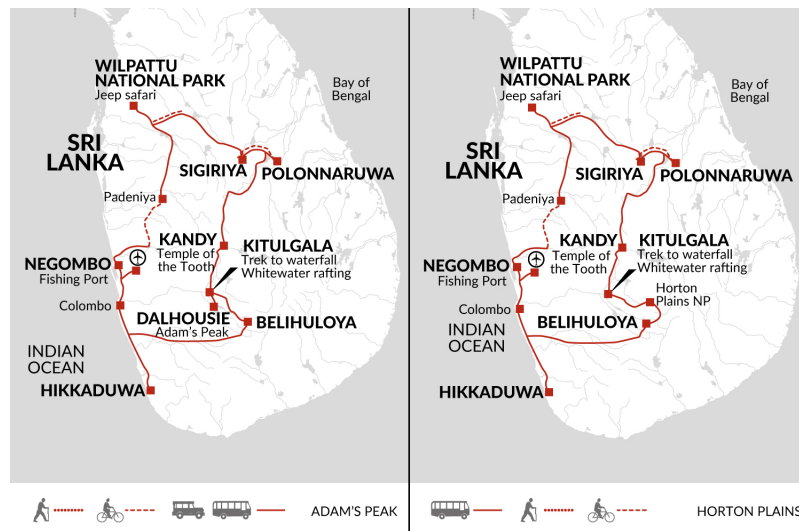 WILPATTU
NATIONAL PARK
Jeep safari
Bay of
Bengal
SRI
LANKA
SIGIRIYA
POLONNARUWA
Padeniya
KANDY
Temple of
the Tooth
KITULGALA
Trek to waterfall
Whitewater rafting
NEGOMBO
Fishing Port
Colombo
DALHOUSIE
Adam's Peak
BELIHULOYA
INDIAN
OCEAN
HIKKADUWA
ADAM'S PEAK
WILPATTU
NATIONAL PARK
Jeep safari
Bay of
Bengal
SRI
LANKA
SIGIRIYA
POLONNARUWA
Padeniya
KANDY
Temple of
the Tooth
KITULGALA
Trek to waterfall
Whitewater rafting
NEGOMBO
Fishing Port
Horton
Plains NP
Colombo
BELIHULOYA
INDIAN
OCEAN
HIKKADUWA
HORTON PLAINS